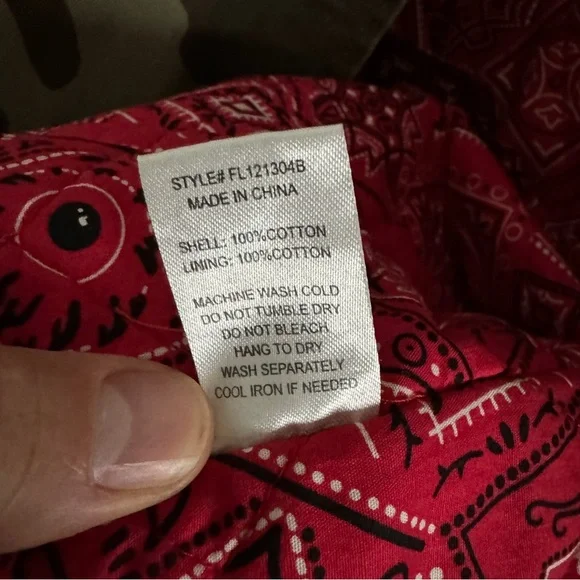 STYLE# FL121304B
MADE IN CHINA
SHELL: 100%COTTON
LINING: 100%COTTON
MACHINE WASH COLD
DO NOT TUMBLE DRY
DO NOT BLEACH
HANG TO DRY
WASH SEPARATELY
COOL IRON IF NEEDED